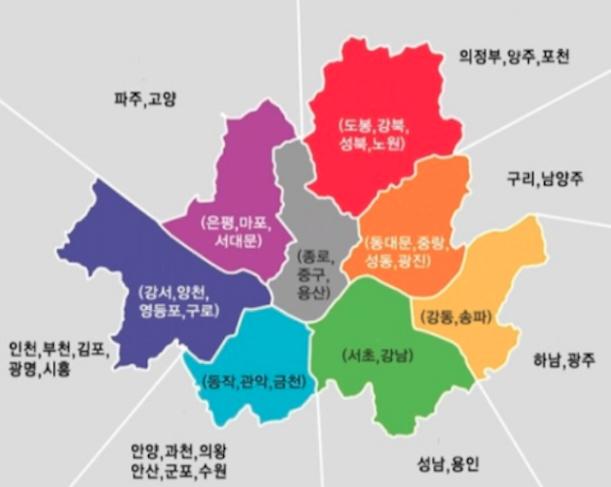 의정부,양주,포천
파주,고양
(도봉,강북,
성북,노원)
구리,남양주
(은평,마포,
서대문)
(동대문,중랑,
성동,광진)
(종로,
중구,
용산)
(강서,양천,
영등포,구로)
(강동,송파)
인천,부천,김포,
광명,시흥
(서초,강남)
하남,광주
(동작,관악,금천)
안양,과천,의왕
안산,군포,수원
성남,용인